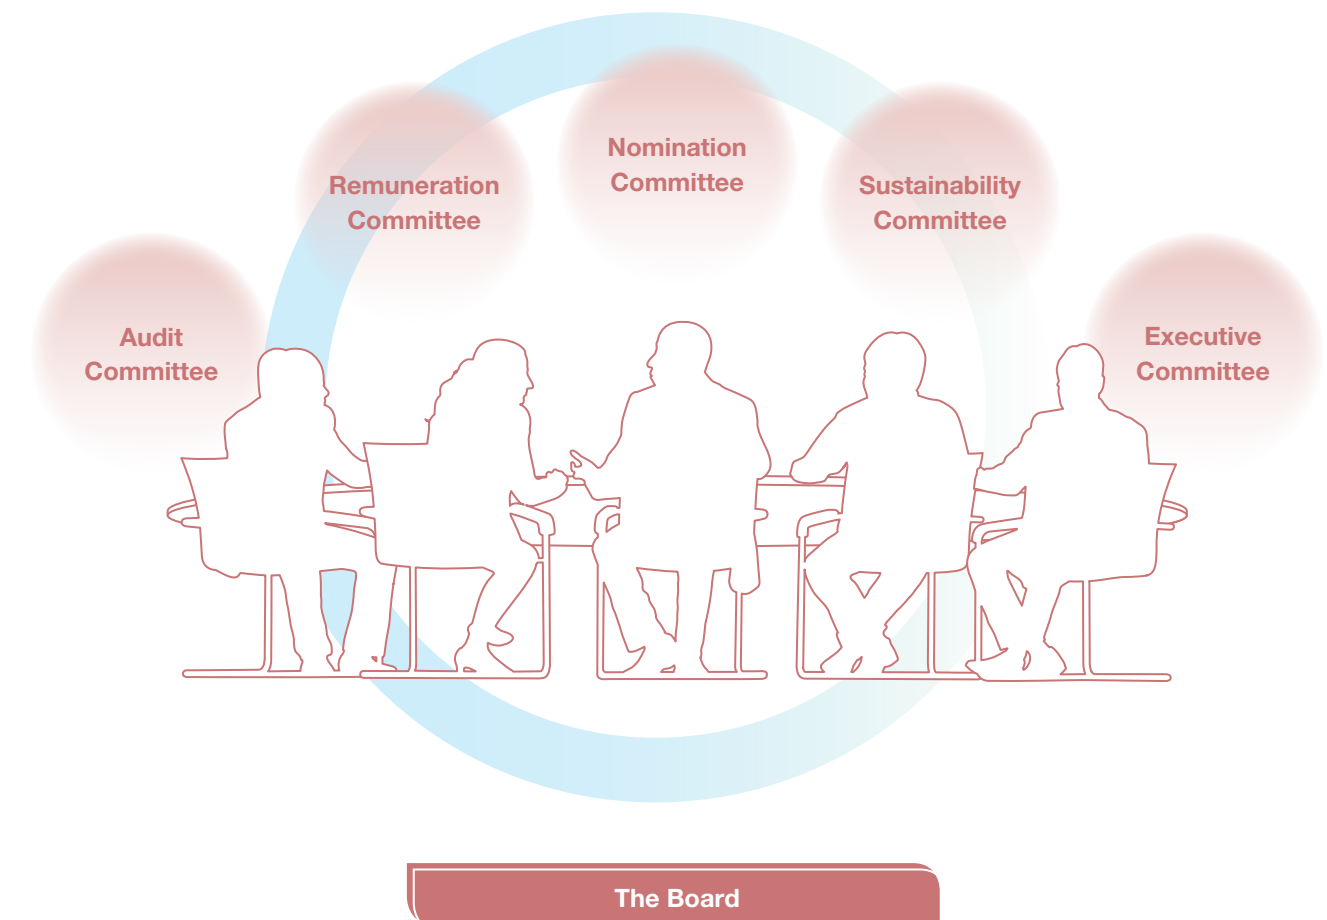 Nomination
Committee
Remuneration
Committee
Sustainability
Committee
Audit
Committee
Executive
Committee
The Board